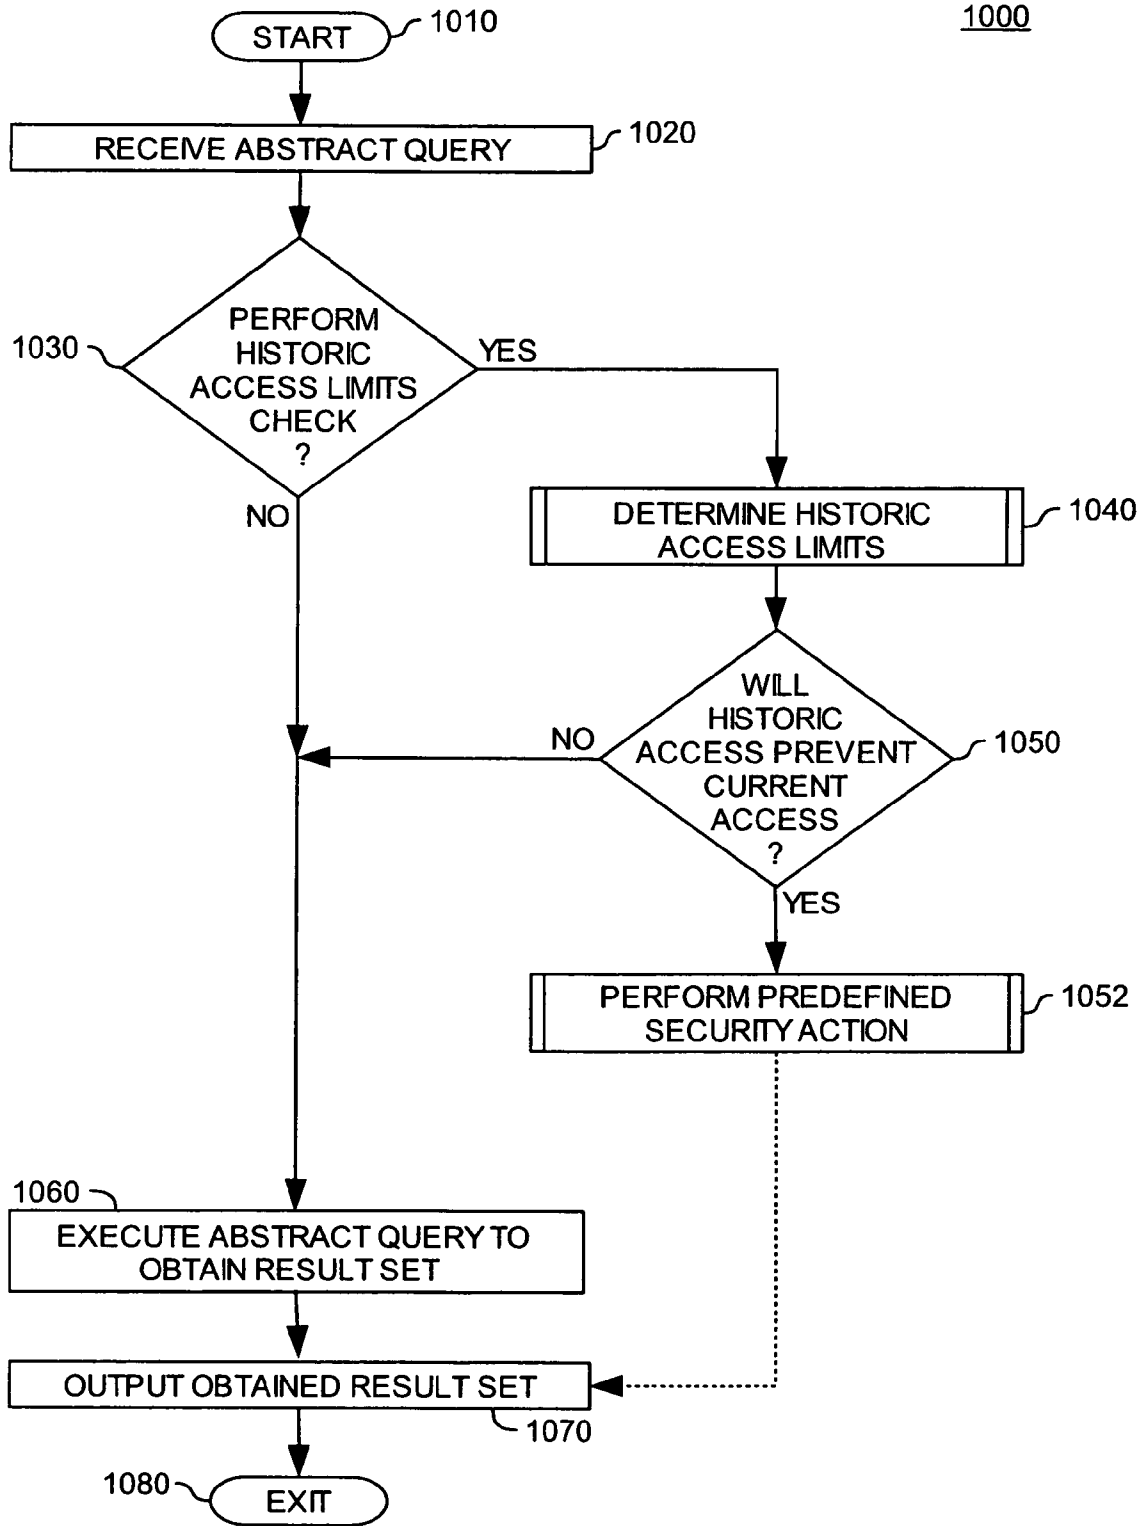 1000
START
1010
RECEIVE ABSTRACT QUERY
1020
PERFORM
HISTORIC
ACCESS LIMITS
CHECK
?
1030
YES
NO
DETERMINE HISTORIC
ACCESS LIMITS
1040
WILL
HISTORIC
ACCESS PREVENT
CURRENT
ACCESS
?
1050
NO
YES
PERFORM PREDEFINED
SECURITY ACTION
1052
1060
EXECUTE ABSTRACT QUERY TO
OBTAIN RESULT SET
OUTPUT OBTAINED RESULT SET
1070
1080
EXIT